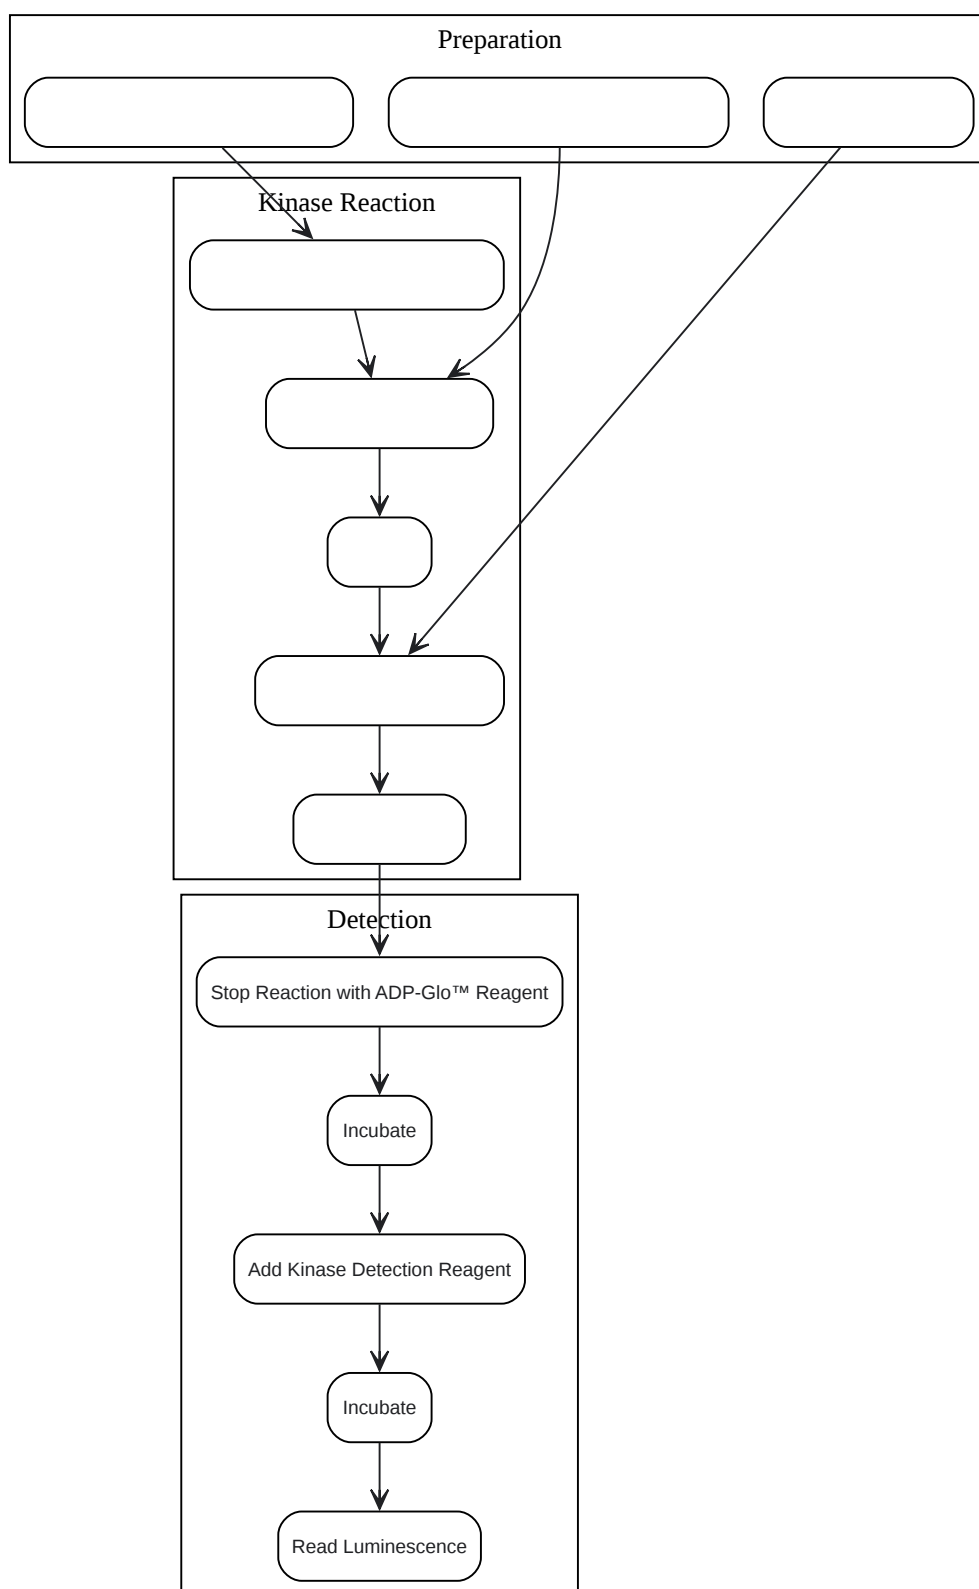 Preparation
Kinase Reaction
Detection
Stop Reaction with ADP-Glo™ Reagent
Incubate
Add Kinase Detection Reagent
Incubate
Read Luminescence